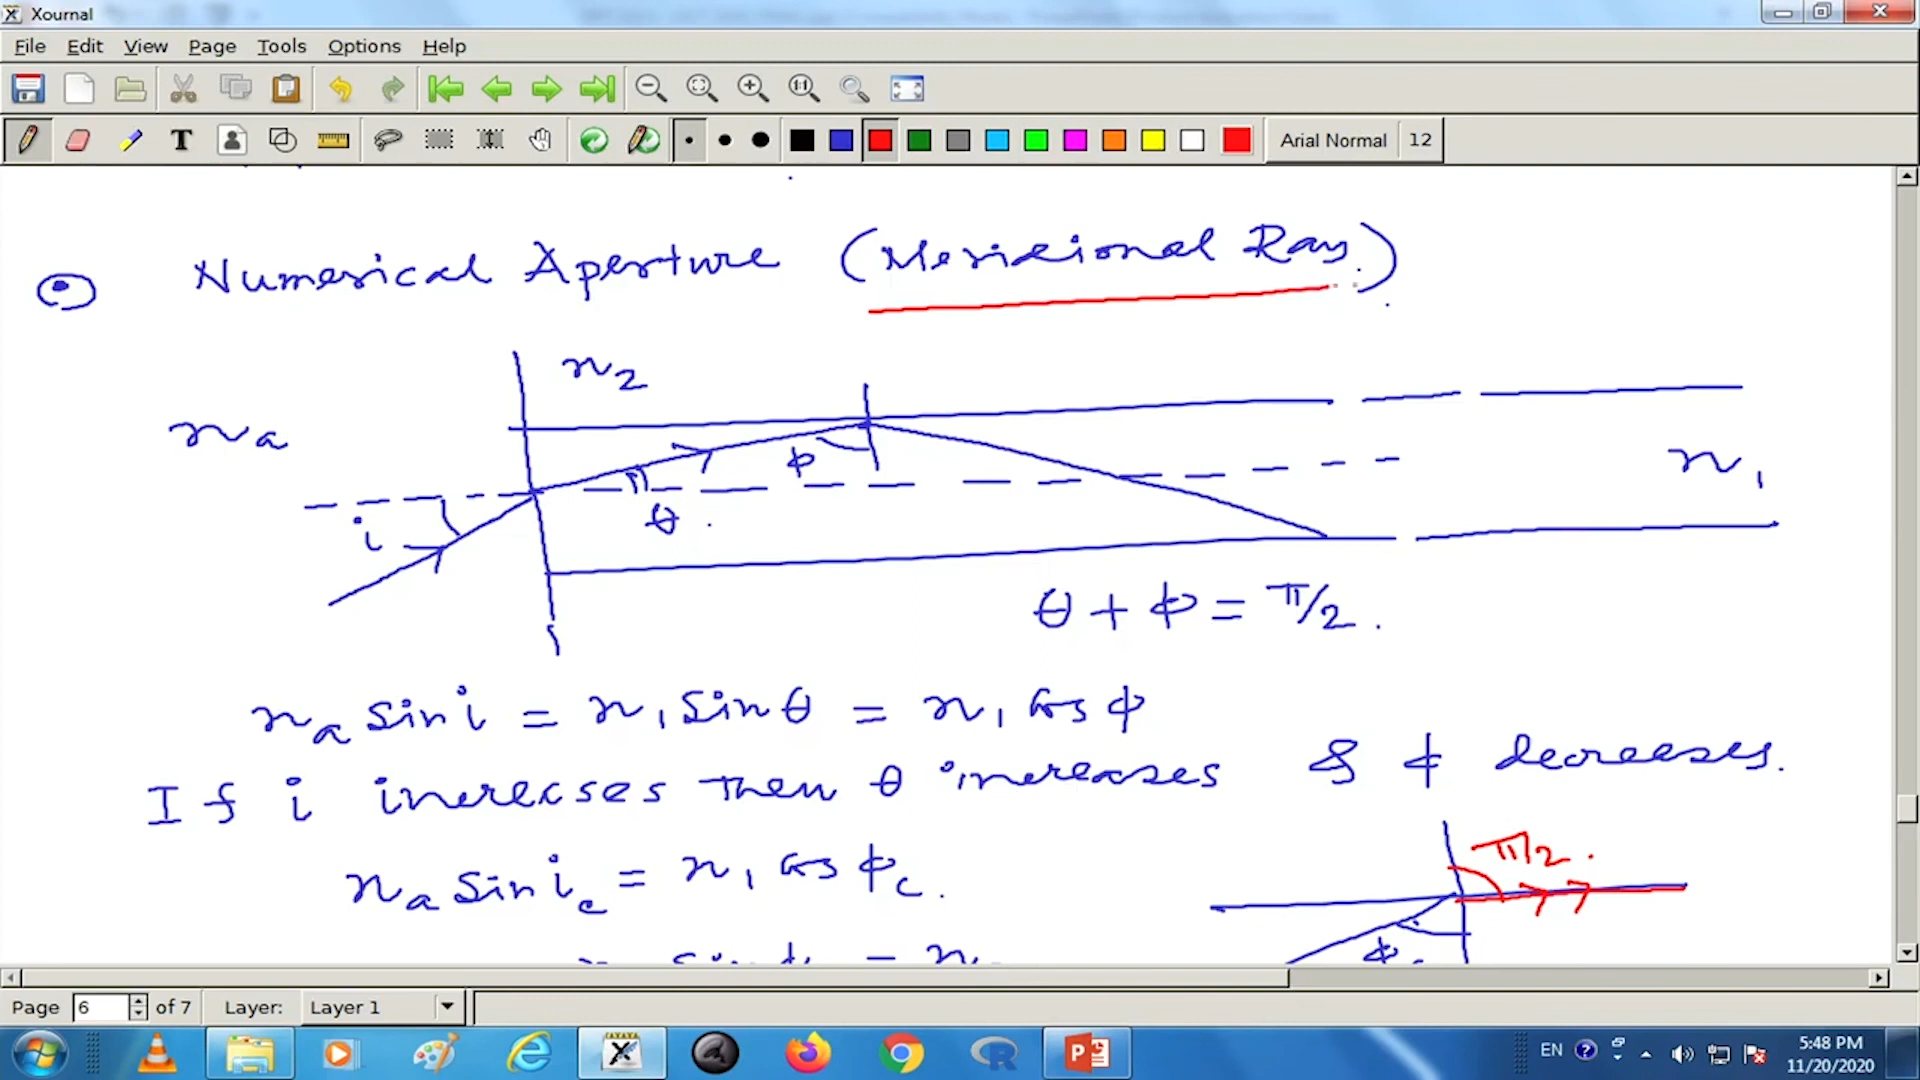 Xournal
File Edit View Page Tools Options Help
Arial Normal 12
Numerical Aperture (Meridional Ray.)
n2
na
φ
n1
θ
i
θ + φ = π/2.
na sin i = n1 sin θ = n1 cos φ
If i increases then θ increases & φ decreeses.
π/2.
na sin ic = n1 cos φc.
φc
Page 6 of 7 Layer: Layer 1
EN 5:48 PM
11/20/2020